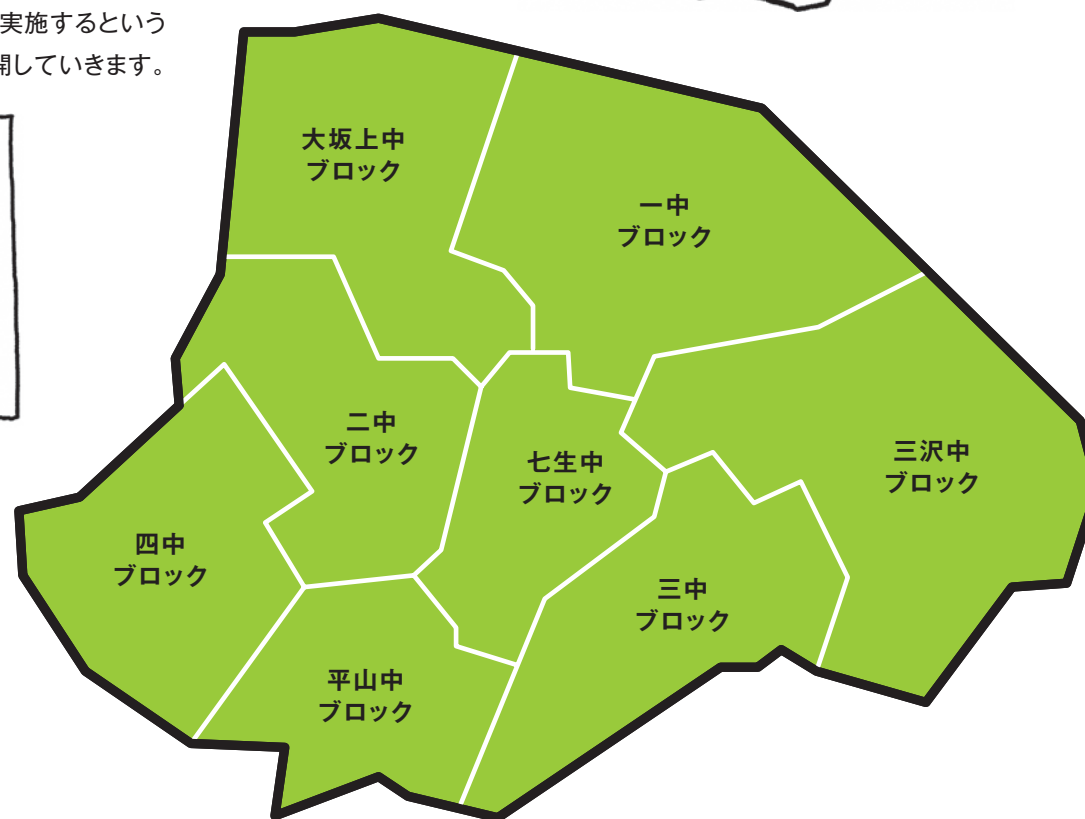 実施するという
開していきます。
大坂上中
ブロック
一中
ブロック
二中
ブロック
七生中
ブロック
三沢中
ブロック
四中
ブロック
三中
ブロック
平山中
ブロック